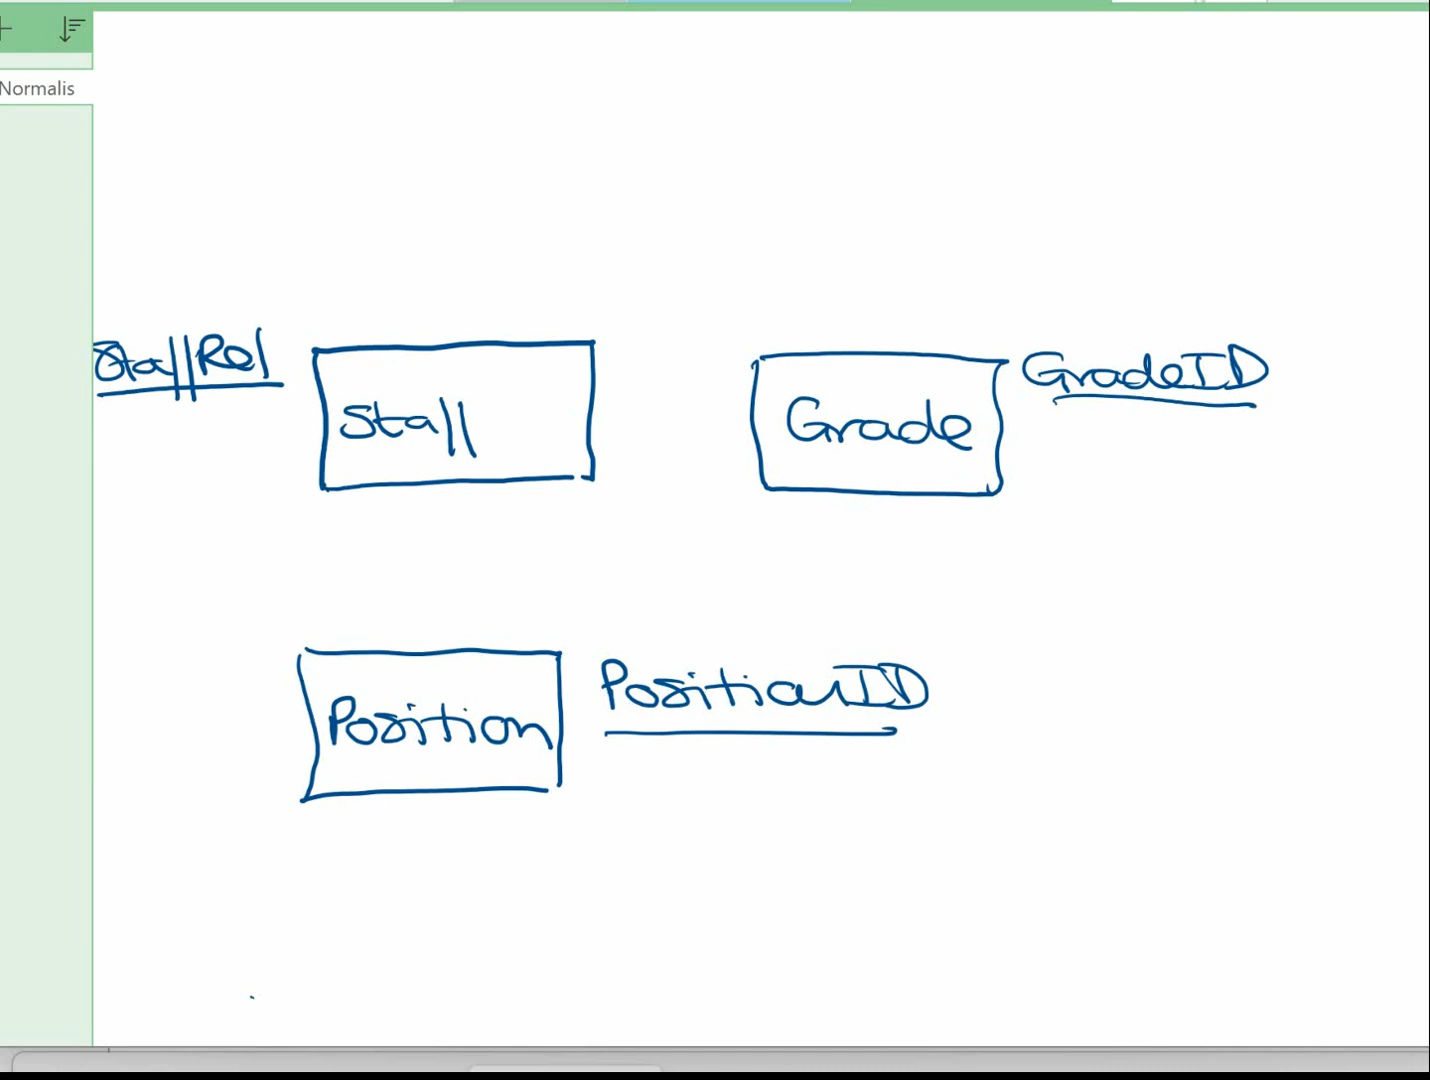 Normalis
StaffRef
Staff
Grade
GradeID
Position
PositionID